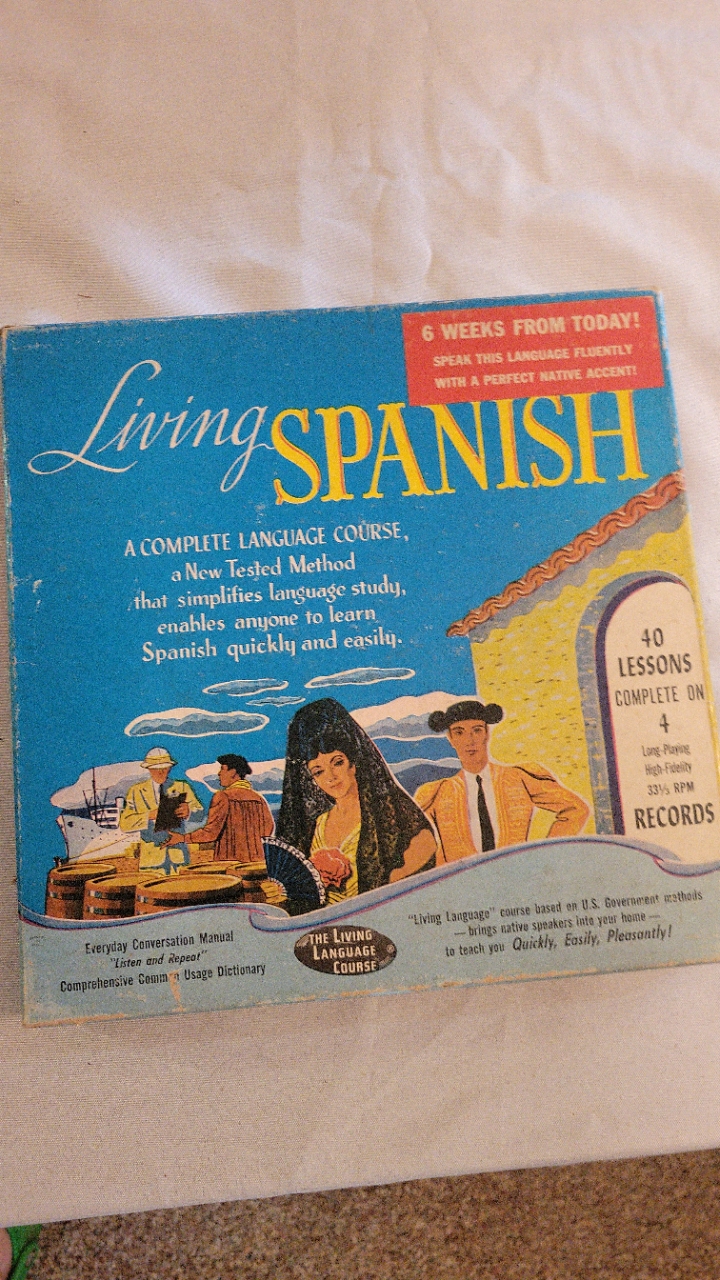 6 WEEKS FROM TODAY!
SPEAK THIS LANGUAGE FLUENTLY
WITH A PERFECT NATIVE ACCENT!
Living SPANISH
A COMPLETE LANGUAGE COURSE,
a New Tested Method
that simplifies language study,
enables anyone to learn
Spanish quickly and easily.
40
LESSONS
COMPLETE ON
4
Long-Playing
High-Fidelity
33⅓ RPM
RECORDS
Everyday Conversation Manual
"Listen and Repeat"
Comprehensive Common Usage Dictionary
THE LIVING
LANGUAGE
COURSE
"Living Language" course based on U.S. Government methods
— brings native speakers into your home —
to teach you Quickly, Easily, Pleasantly!